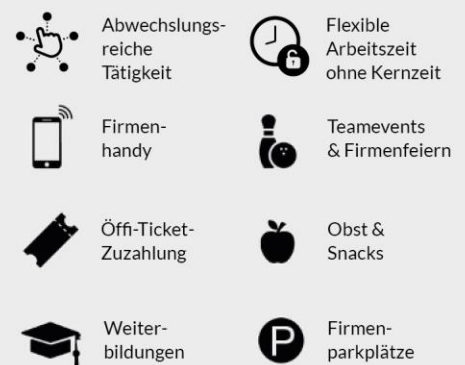 Abwechslungs-
reiche
Tätigkeit
Flexible
Arbeitszeit
ohne Kernzeit
Firmen-
handy
Teamevents
& Firmenfeiern
Öffi-Ticket-
Zuzahlung
Obst &
Snacks
Weiter-
bildungen
P
Firmen-
parkplätze